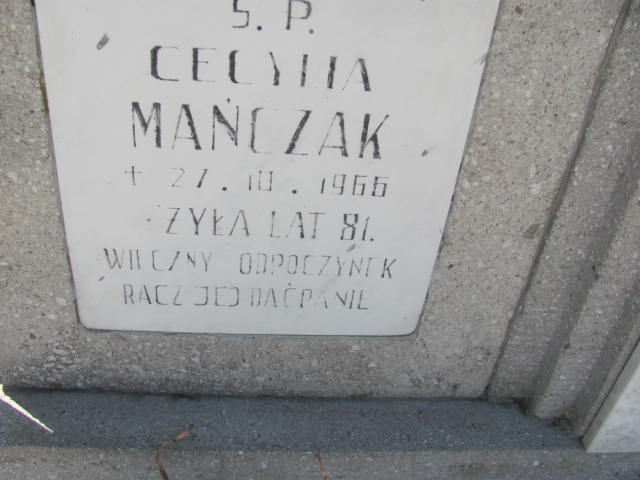 Ś. P.
CECYLIA
MAŃCZAK
+ 27. 10. 1966
ŻYŁA LAT 81.
WIECZNY ODPOCZYNEK
RACZ JEJ DAĆ PANIE